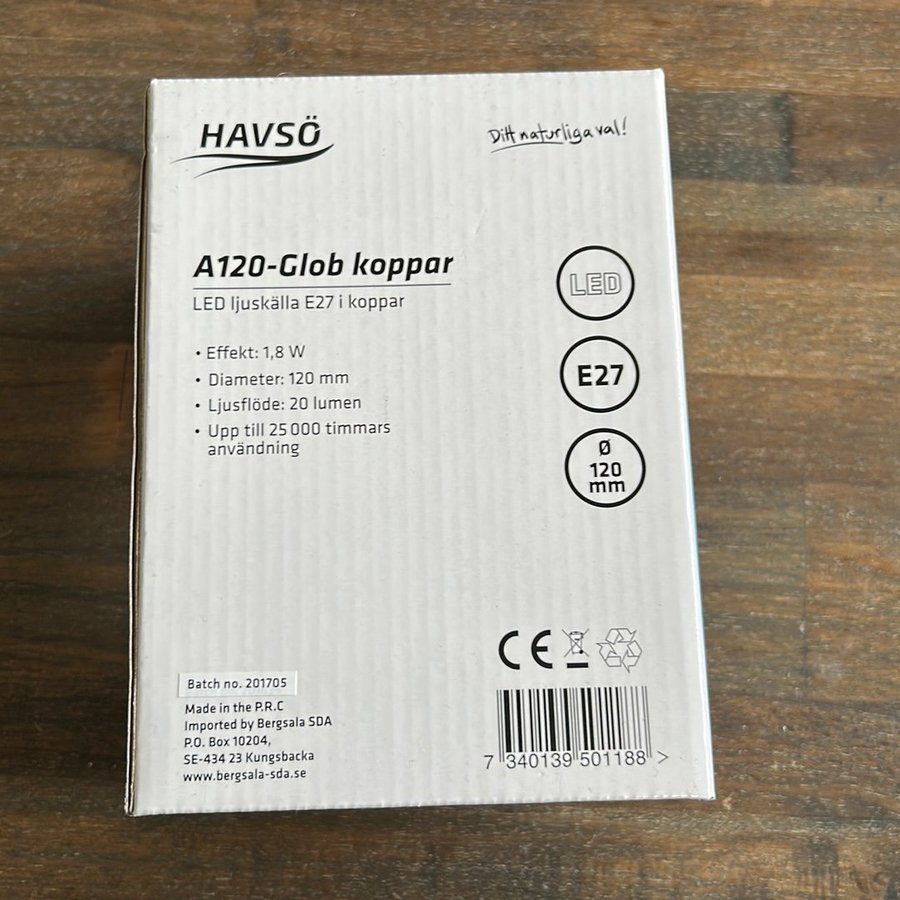 HAVSÖ
Ditt naturliga val!
A120-Glob koppar
LED ljuskälla E27 i koppar
• Effekt: 1,8 W
• Diameter: 120 mm
• Ljusflöde: 20 lumen
• Upp till 25 000 timmars
användning
LED
E27
Ø
120
mm
CE
Batch no. 201705
Made in the P.R.C
Imported by Bergsala SDA
P.O. Box 10204,
SE-434 23 Kungsbacka
www.bergsala-sda.se
7 340139 501188 >